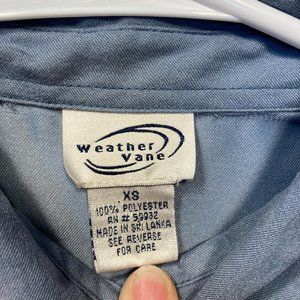 Weather
Vane
XS
100% POLYESTER
RN # 59932
MADE IN SRI LANKA
SEE REVERSE
FOR CARE